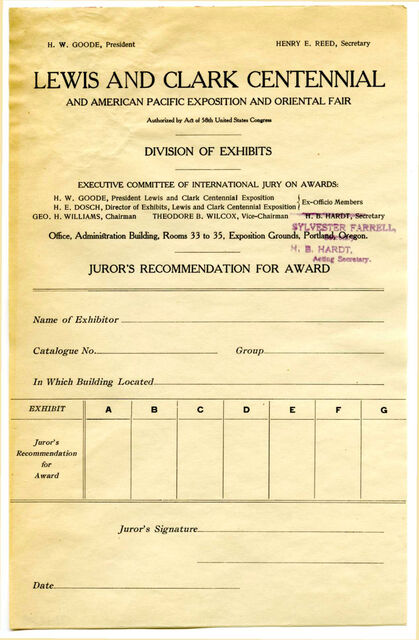 H. W. GOODE, President HENRY E. REED, Secretary
LEWIS AND CLARK CENTENNIAL
AND AMERICAN PACIFIC EXPOSITION AND ORIENTAL FAIR
Authorized by Act of 58th United States Congress
DIVISION OF EXHIBITS
EXECUTIVE COMMITTEE OF INTERNATIONAL JURY ON AWARDS:
H. W. GOODE, President Lewis and Clark Centennial Exposition
H. E. DOSCH, Director of Exhibits, Lewis and Clark Centennial Exposition
Ex-Officio Members
GEO. H. WILLIAMS, Chairman THEODORE B. WILCOX, Vice-Chairman H. B. HARDT, Secretary
SYLVESTER FARRELL,
Office, Administration Building, Rooms 33 to 35, Exposition Grounds, Portland, Oregon.
H. B. HARDT,
Acting Secretary.
JUROR'S RECOMMENDATION FOR AWARD
Name of Exhibitor
Catalogue No. Group
In Which Building Located
EXHIBIT A B C D E F G
Juror's
Recommendation
for
Award
Juror's Signature
Date